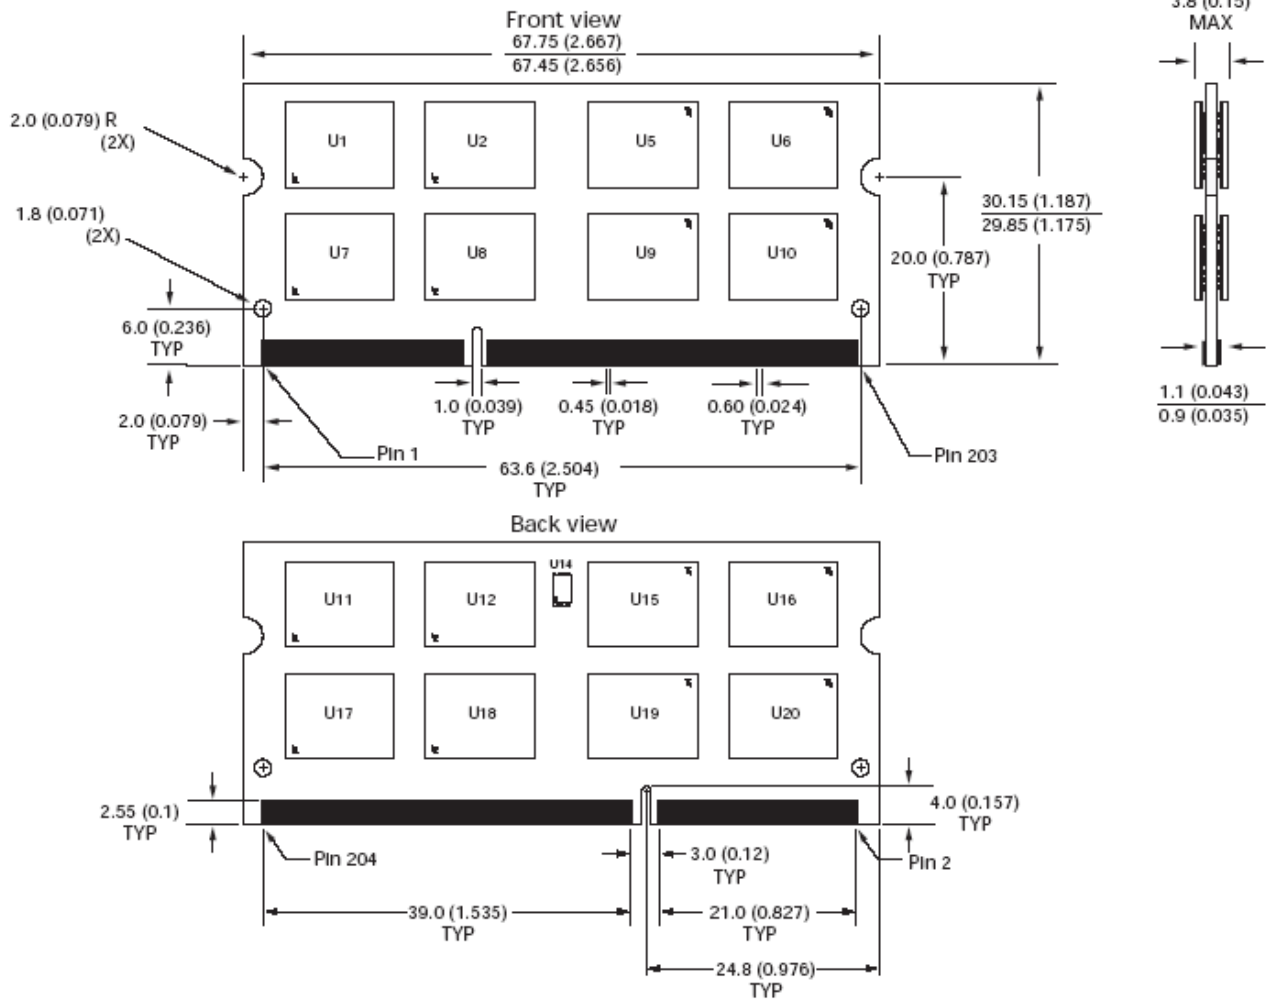 3.8 (0.15)
MAX
Front view
67.75 (2.667)
67.45 (2.656)
2.0 (0.079) R
(2X)
U1
U2
U5
U6
1.8 (0.071)
(2X)
30.15 (1.187)
29.85 (1.175)
U7
U8
U9
U10
20.0 (0.787)
TYP
6.0 (0.236)
TYP
1.0 (0.039)
TYP
0.45 (0.018)
TYP
0.60 (0.024)
TYP
1.1 (0.043)
0.9 (0.035)
2.0 (0.079)
TYP
Pin 1
Pin 203
63.6 (2.504)
TYP
Back view
U14
U11
U12
U15
U16
U17
U18
U19
U20
2.55 (0.1)
TYP
4.0 (0.157)
TYP
Pin 204
3.0 (0.12)
TYP
Pin 2
39.0 (1.535)
TYP
21.0 (0.827)
TYP
24.8 (0.976)
TYP